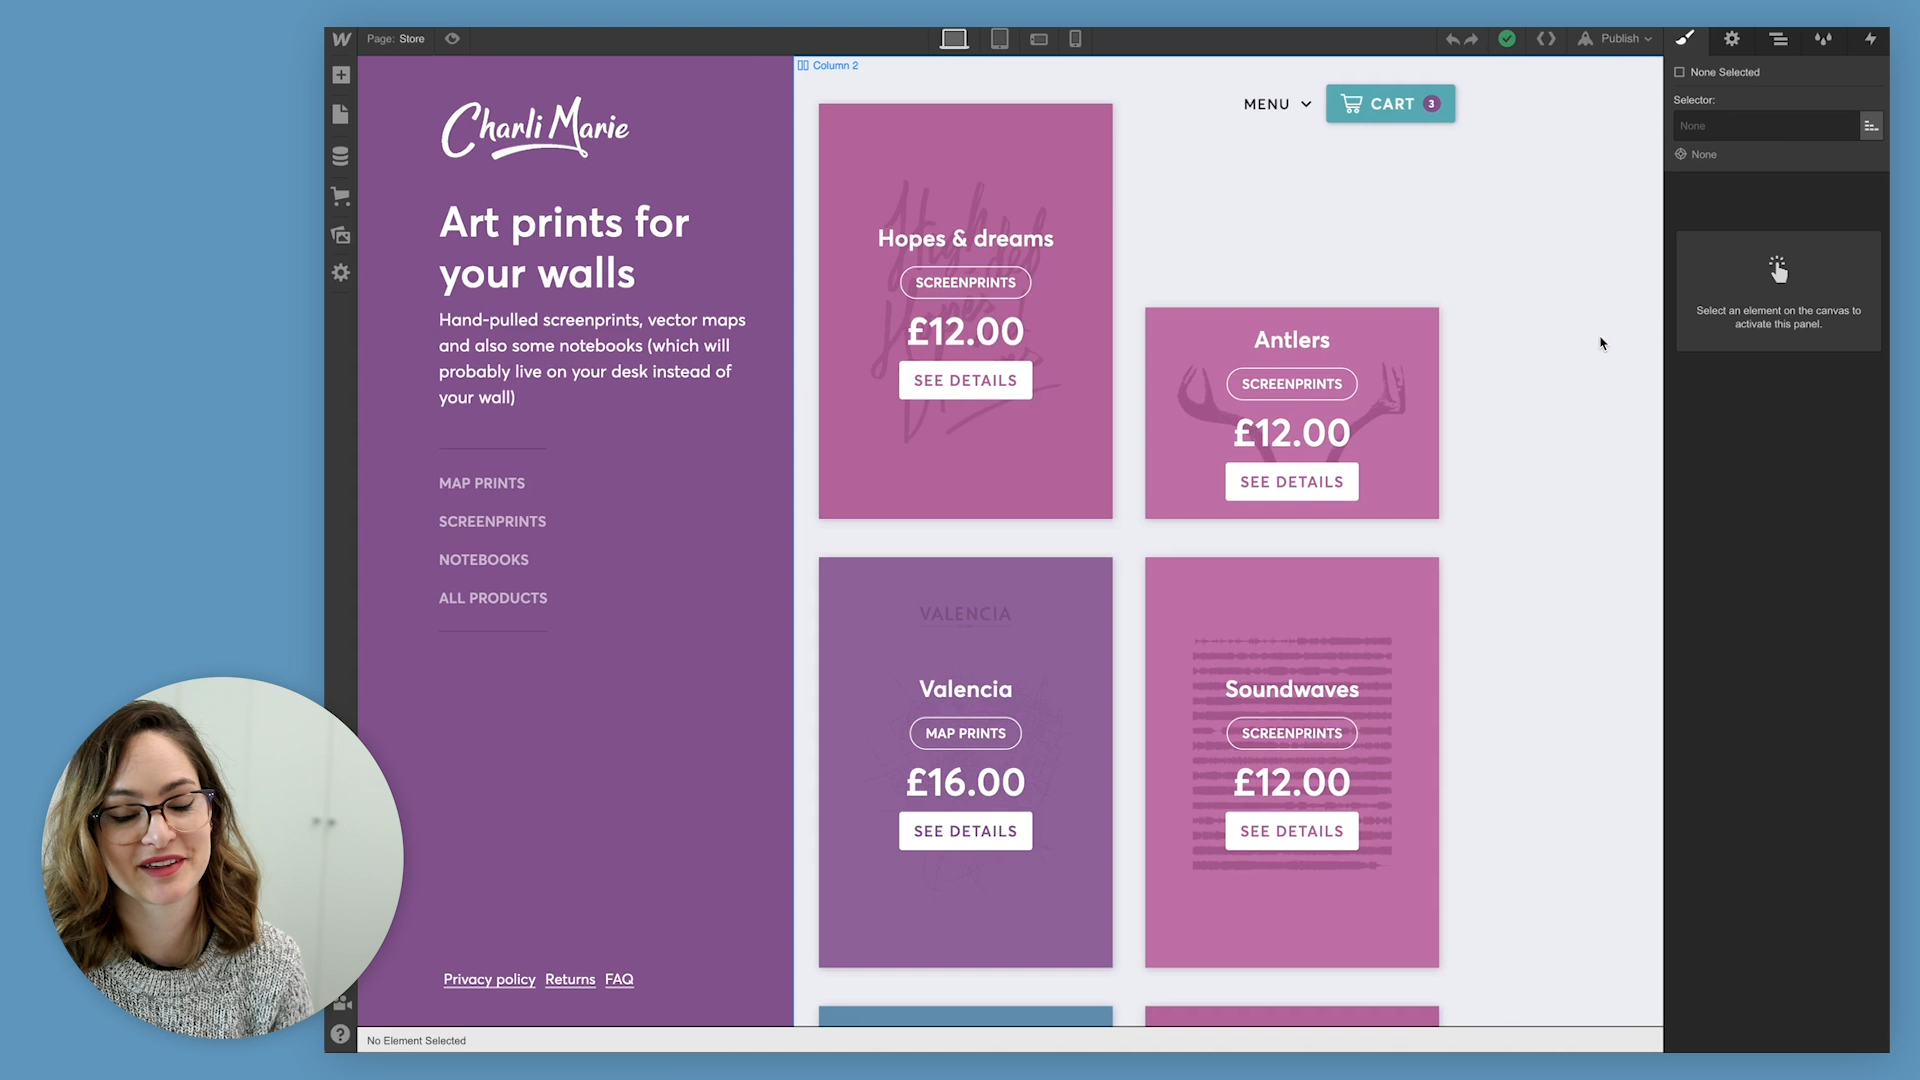 Page: Store
Publish
Column 2
None Selected
Selector:
None
None
Select an element on the canvas to
activate this panel.
Charli Marie
Art prints for
your walls
Hand-pulled screenprints, vector maps
and also some notebooks (which will
probably live on your desk instead of
your wall)
MAP PRINTS
SCREENPRINTS
NOTEBOOKS
ALL PRODUCTS
Privacy policy Returns FAQ
MENU
CART 3
Hopes & dreams
SCREENPRINTS
£12.00
SEE DETAILS
Antlers
SCREENPRINTS
£12.00
SEE DETAILS
VALENCIA
Valencia
MAP PRINTS
£16.00
SEE DETAILS
Soundwaves
SCREENPRINTS
£12.00
SEE DETAILS
No Element Selected